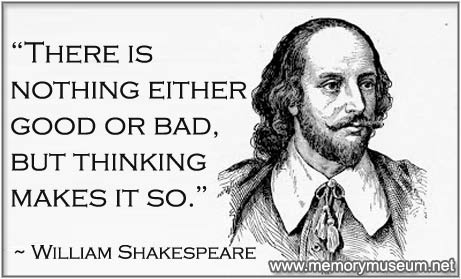 “There is
nothing either
good or bad,
but thinking
makes it so.”
~ William Shakespeare
www.memorymuseum.net